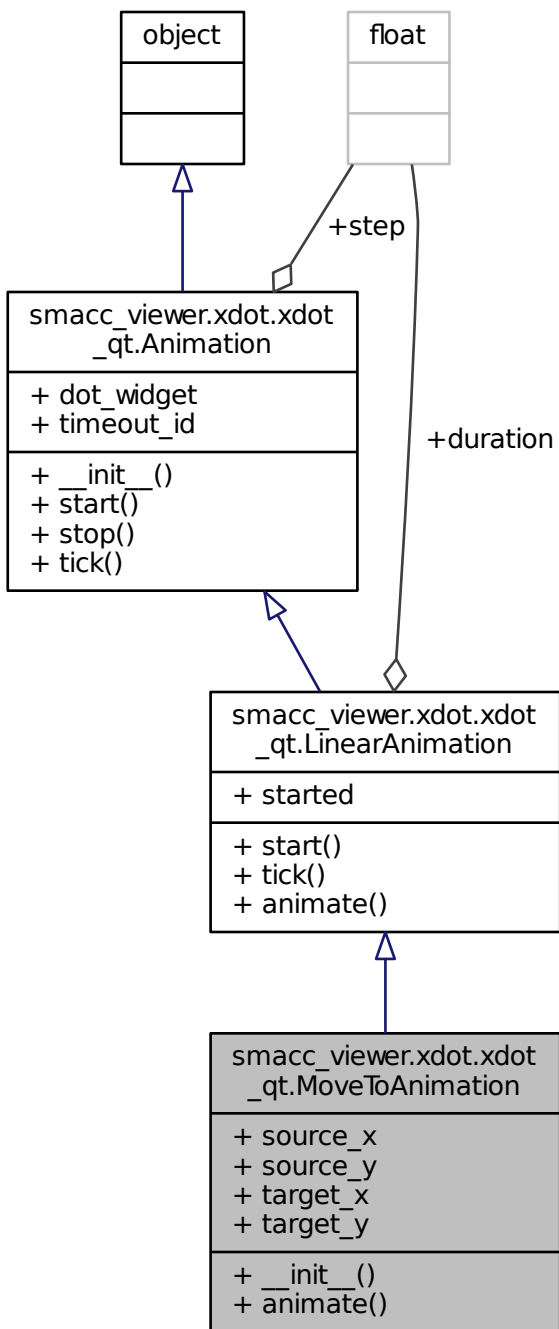 object
float
+step
smacc_viewer.xdot.xdot
_qt.Animation
+ dot_widget
+ timeout_id
+ __init__()
+ start()
+ stop()
+ tick()
+duration
smacc_viewer.xdot.xdot
_qt.LinearAnimation
+ started
+ start()
+ tick()
+ animate()
smacc_viewer.xdot.xdot
_qt.MoveToAnimation
+ source_x
+ source_y
+ target_x
+ target_y
+ __init__()
+ animate()